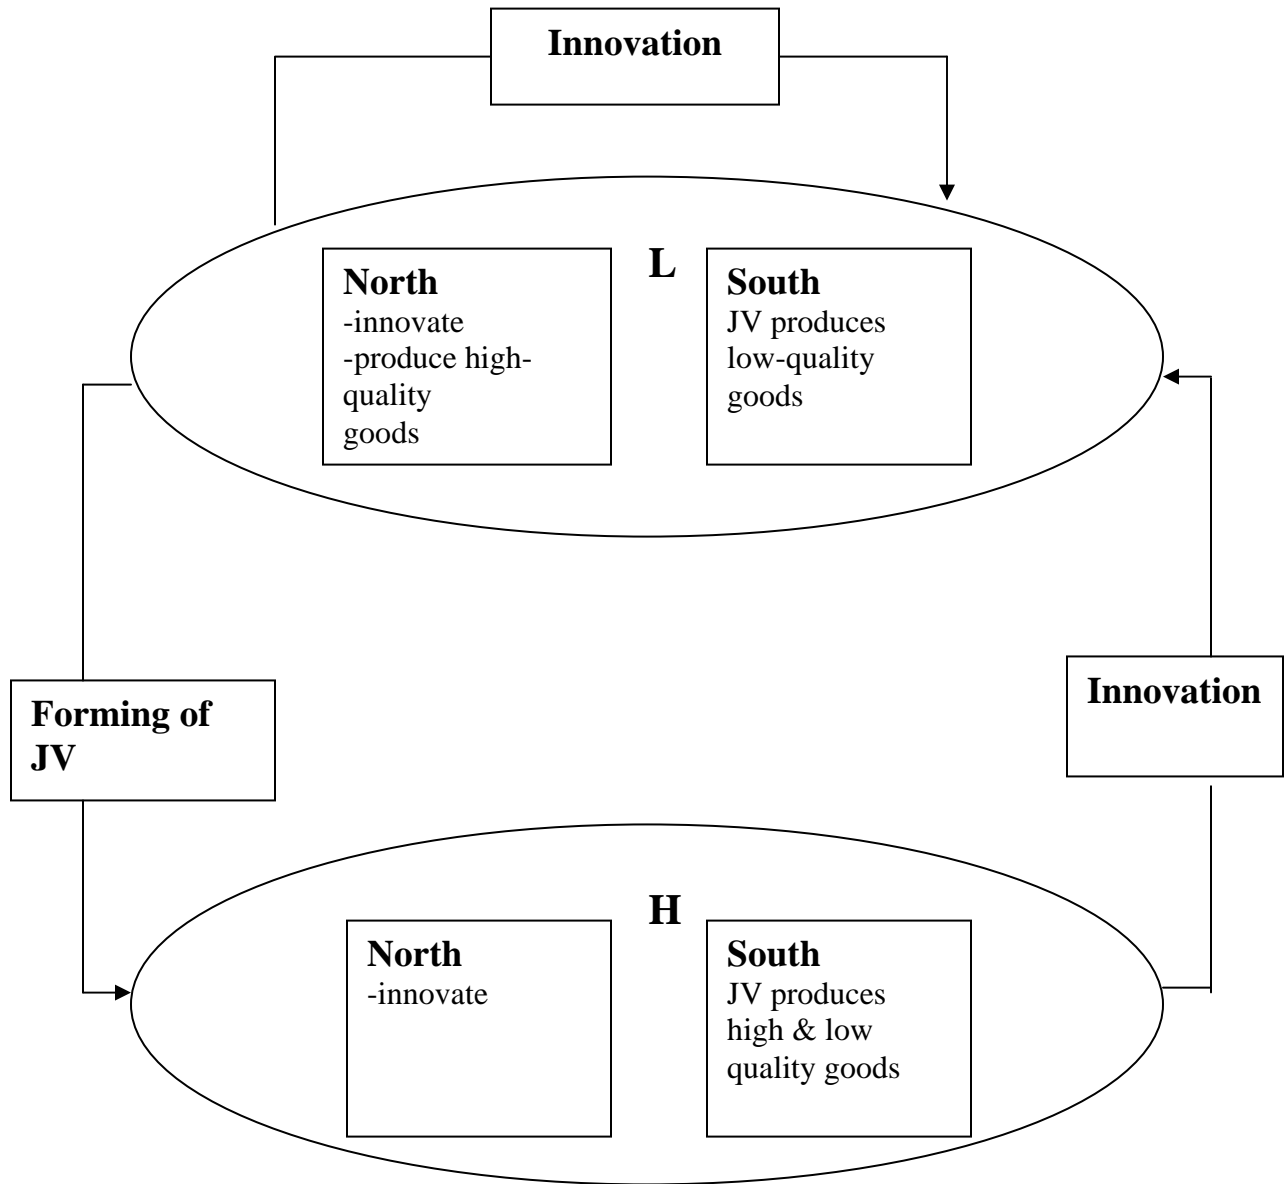 Innovation
L
North
-innovate
-produce high-
quality
goods
South
JV produces
low-quality
goods
Forming of
JV
Innovation
H
North
-innovate
South
JV produces
high & low
quality goods